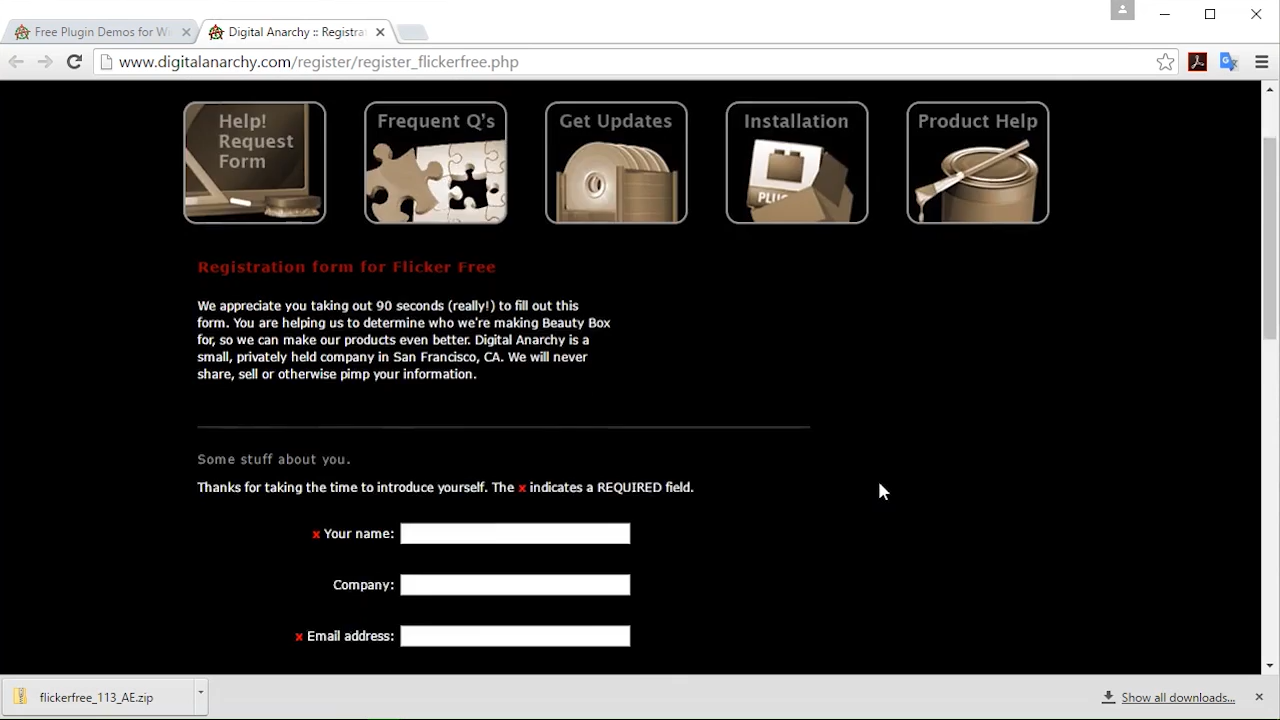 Free Plugin Demos for Wi
Digital Anarchy :: Registra
www.digitalanarchy.com/register/register_flickerfree.php
Help!
Request
Form
Frequent Q's
Get Updates
Installation
Product Help
PLUG
Registration form for Flicker Free
We appreciate you taking out 90 seconds (really!) to fill out this
form. You are helping us to determine who we're making Beauty Box
for, so we can make our products even better. Digital Anarchy is a
small, privately held company in San Francisco, CA. We will never
share, sell or otherwise pimp your information.
Some stuff about you.
Thanks for taking the time to introduce yourself. The x indicates a REQUIRED field.
x Your name:
Company:
x Email address:
flickerfree_113_AE.zip
Show all downloads...